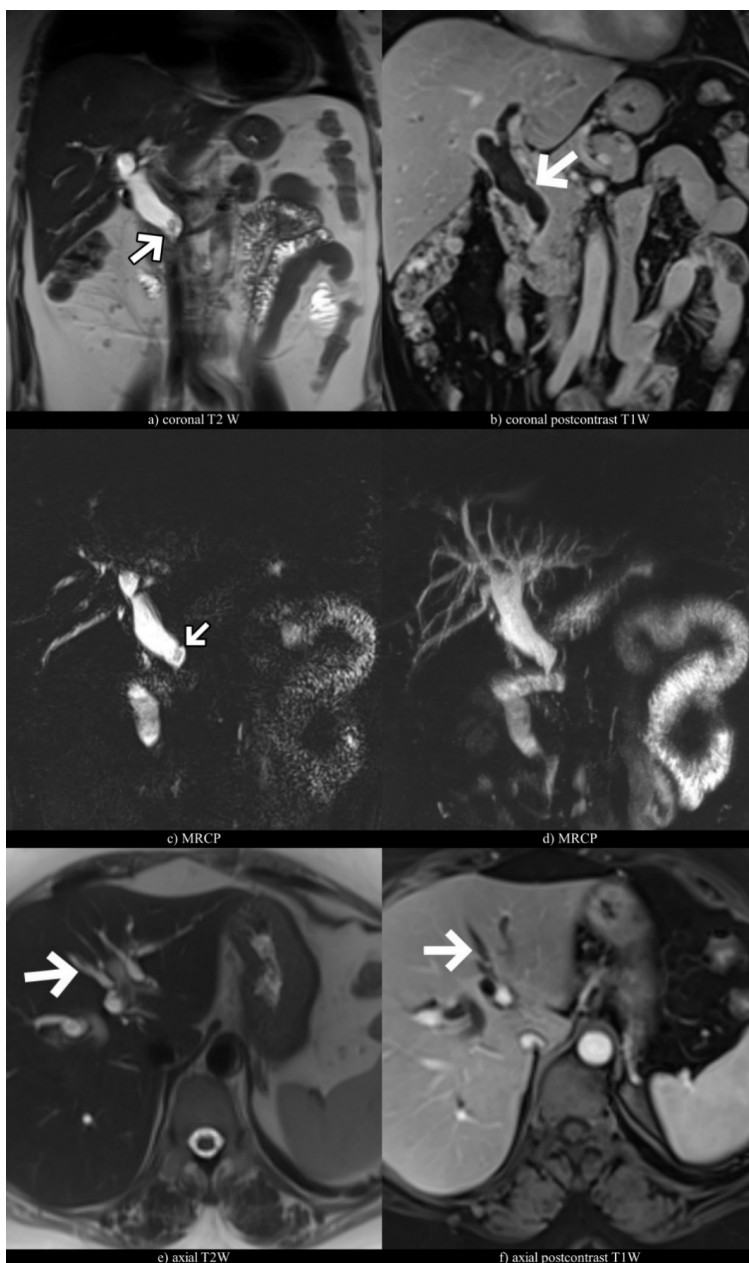 a) coronal T2 W
b) coronal postcontrast T1W
c) MRCP
d) MRCP
e) axial T2W
f) axial postcontrast T1W